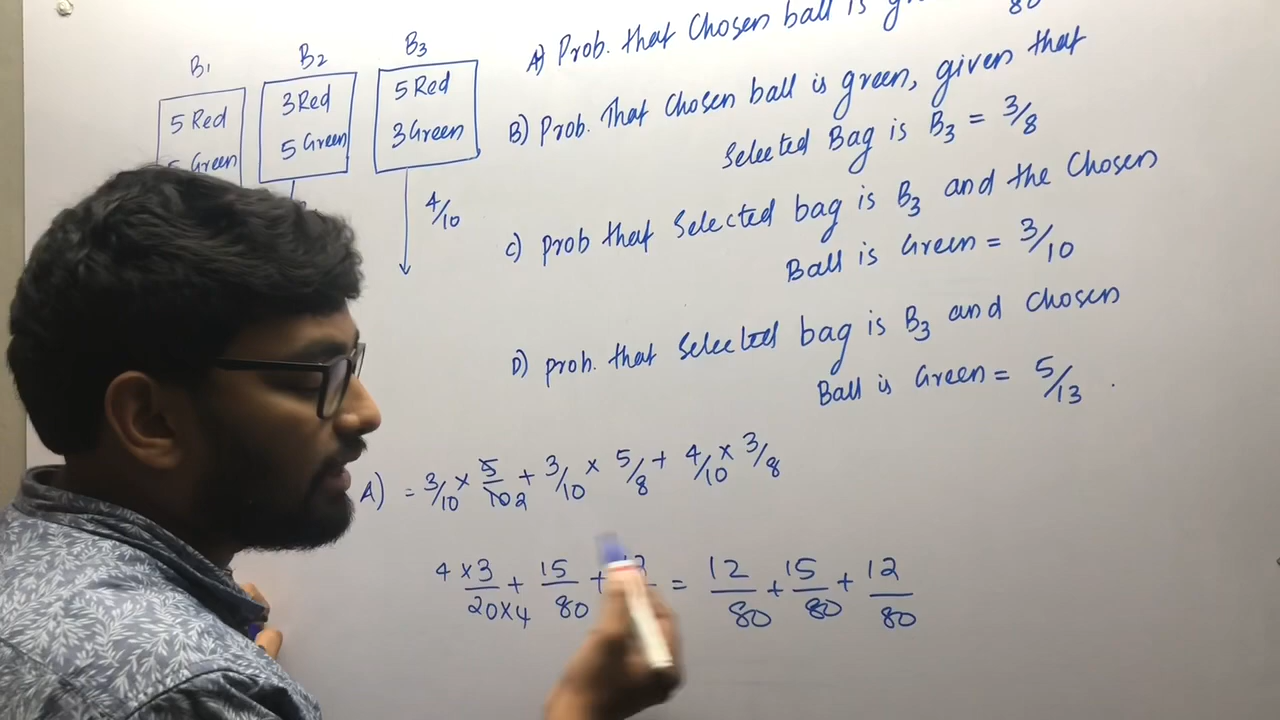 B1 B2 B3
5 Red
Green
3 Red
5 Green
5 Red
3 Green
4/10
A) Prob. that Chosen ball is
80
B) Prob. That Chosen ball is green, given that
Selected Bag is B3 = 3/8
C) prob that Selected bag is B3 and the Chosen
Ball is Green = 3/10
D) prob. that Selected bag is B3 and chosen
Ball is Green = 5/13 .
A) = 3/10 × 5/102 + 3/10 × 5/8 + 4/10 × 3/8
4×3/20×4 + 15/80 + = 12/80 + 15/80 + 12/80